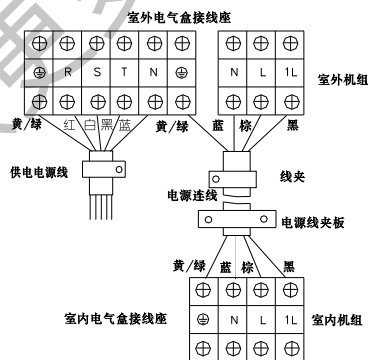 室外电气盒接线座
⏚ R S T N ⏚ N L 1L
室外机组
黄/绿 红 白 黑 蓝 黄/绿 蓝 棕 黑
供电电源线
线夹
电源连线
电源线夹板
黄/绿 蓝 棕 黑
室内电气盒接线座
⏚ N L 1L
室内机组